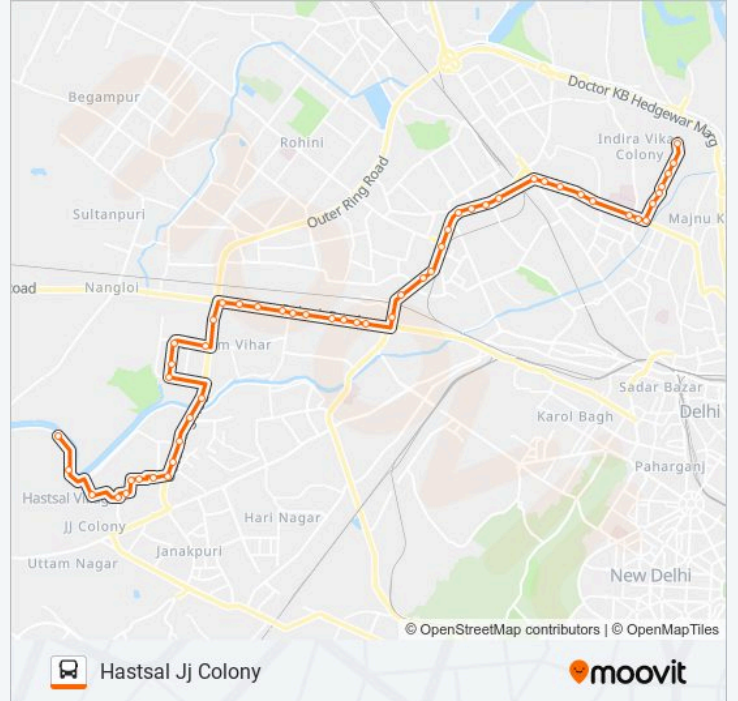 Doctor KB Hedgewar Marg
Begampur
Rohini
Indira Vikas
Colony
Outer Ring Road
Sultanpuri
Majnu K
oad
Nangloi
m Vihar
Sadar Bazar
Karol Bagh
Delhi
Paharganj
Hastsal
JJ Colony
Hari Nagar
Janakpuri
Uttam Nagar
New Delhi
© OpenStreetMap contributors | © OpenMapTiles
Hastsal Jj Colony
moovit